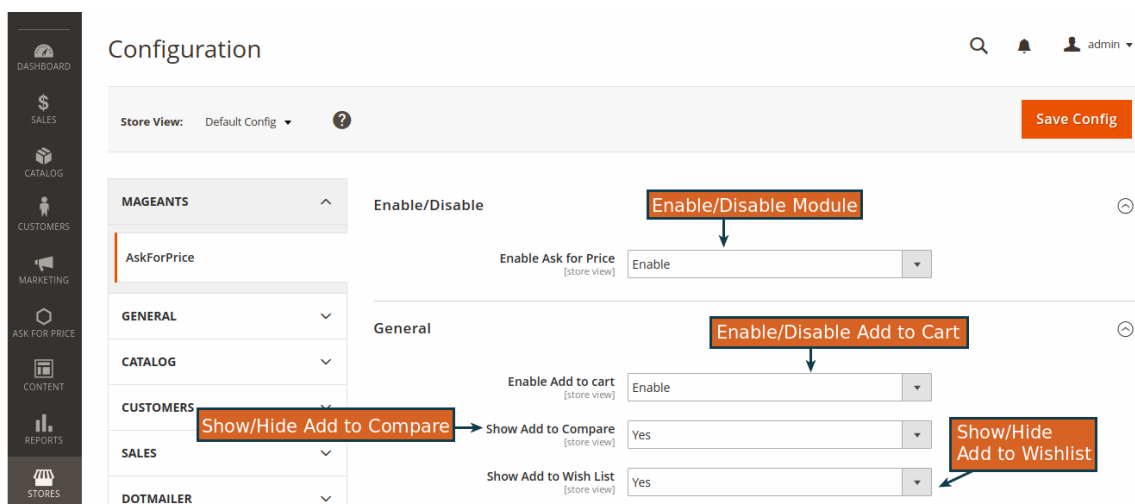 Configuration
admin
DASHBOARD
$
SALES
CATALOG
CUSTOMERS
MARKETING
ASK FOR PRICE
CONTENT
REPORTS
STORES
Store View: Default Config ?
Save Config
MAGEANTS
AskForPrice
GENERAL
CATALOG
CUSTOMERS
SALES
DOTMAILER
Enable/Disable
Enable/Disable Module
Enable Ask for Price Enable
[store view]
General
Enable/Disable Add to Cart
Enable Add to cart Enable
[store view]
Show/Hide Add to Compare
Show Add to Compare Yes
[store view]
Show/Hide
Add to Wishlist
Show Add to Wish List Yes
[store view]